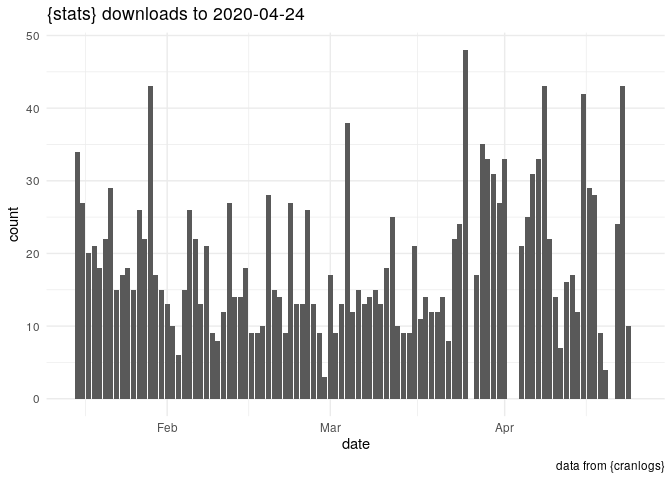 {stats} downloads to 2020-04-24
50
40
30
20
10
0
count
Feb Mar Apr
date
data from {cranlogs}